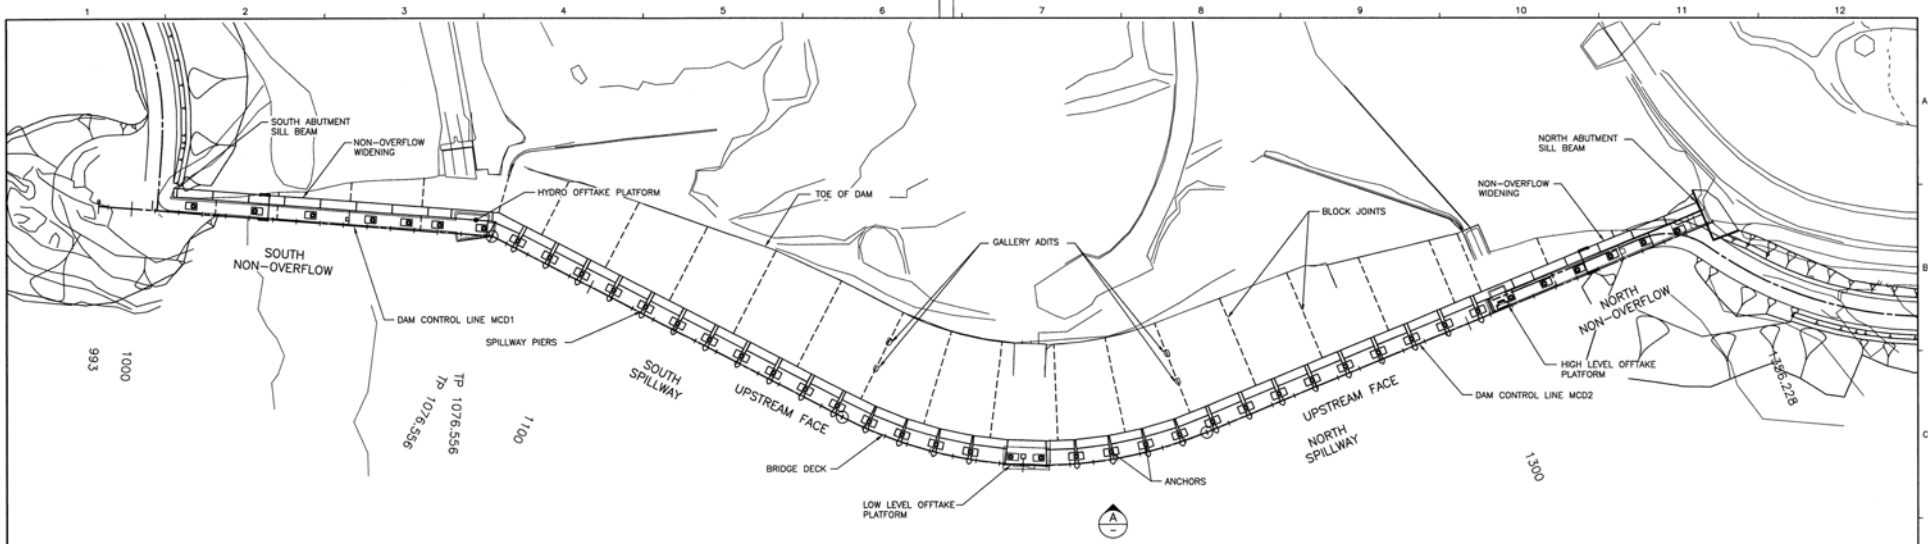 1 2 3 4 5 6 7 8 9 10 11 12
A
SOUTH ABUTMENT
SILL BEAM
NON-OVERFLOW
WIDENING
NORTH ABUTMENT
SILL BEAM
HYDRO OFFTAKE PLATFORM
TOE OF DAM
NON-OVERFLOW
WIDENING
BLOCK JOINTS
GALLERY ADITS
SOUTH
NON-OVERFLOW
B
NORTH
NON-OVERFLOW
DAM CONTROL LINE MCD1
SPILLWAY PIERS
993
1000
TP 1076.556
TP 1076.556
1100
SOUTH
SPILLWAY
UPSTREAM FACE
HIGH LEVEL OFFTAKE
PLATFORM
1386.228
DAM CONTROL LINE MCD2
UPSTREAM FACE
NORTH
SPILLWAY
C
BRIDGE DECK
1300
ANCHORS
LOW LEVEL OFFTAKE
PLATFORM
A
-